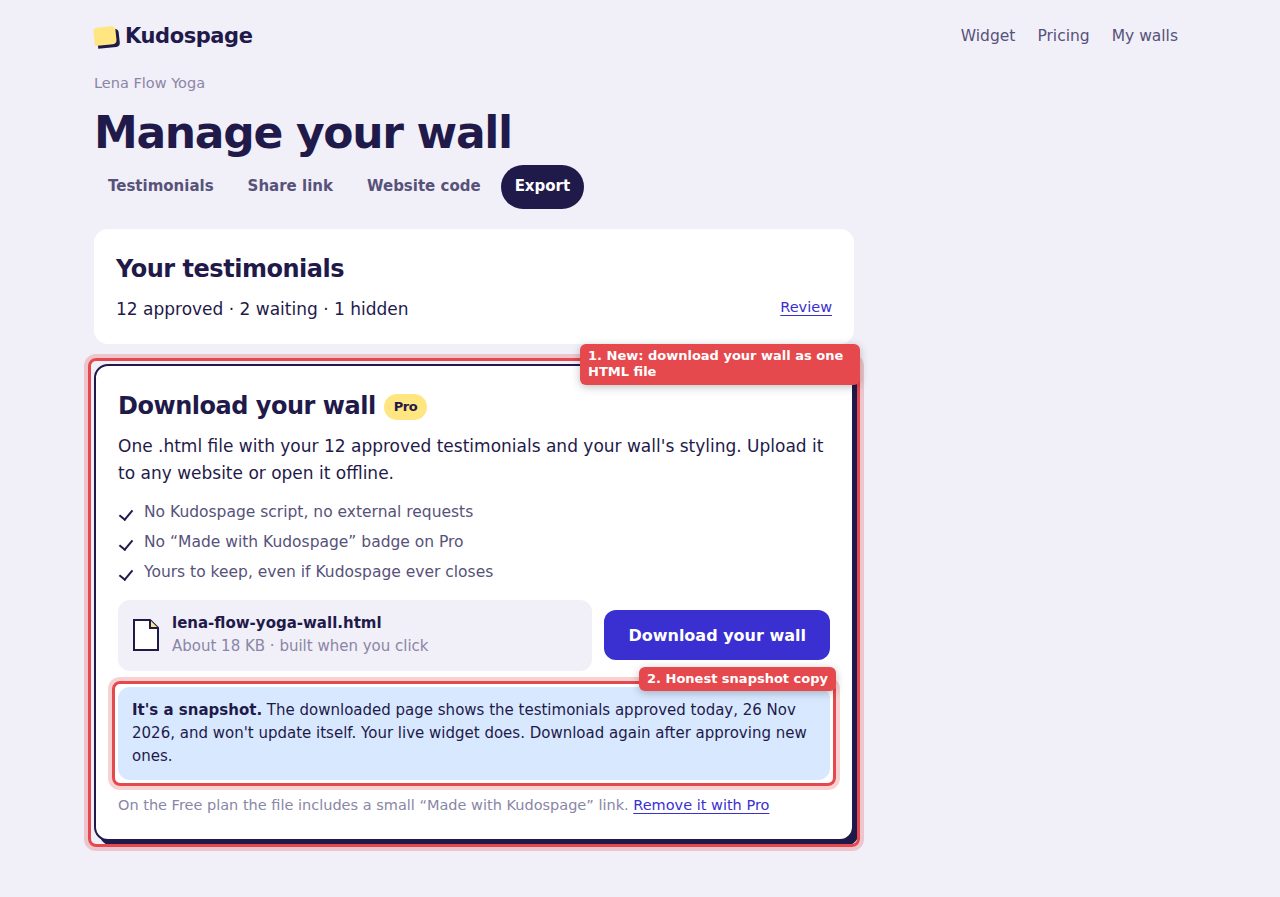 Kudospage
Widget Pricing My walls
Lena Flow Yoga
Manage your wall
Testimonials Share link Website code Export
Your testimonials
12 approved · 2 waiting · 1 hidden
Review
1. New: download your wall as one
HTML file
Download your wall Pro
One .html file with your 12 approved testimonials and your wall's styling. Upload it
to any website or open it offline.
No Kudospage script, no external requests
No “Made with Kudospage” badge on Pro
Yours to keep, even if Kudospage ever closes
lena-flow-yoga-wall.html
About 18 KB · built when you click
Download your wall
2. Honest snapshot copy
It's a snapshot. The downloaded page shows the testimonials approved today, 26 Nov
2026, and won't update itself. Your live widget does. Download again after approving new
ones.
On the Free plan the file includes a small “Made with Kudospage” link. Remove it with Pro